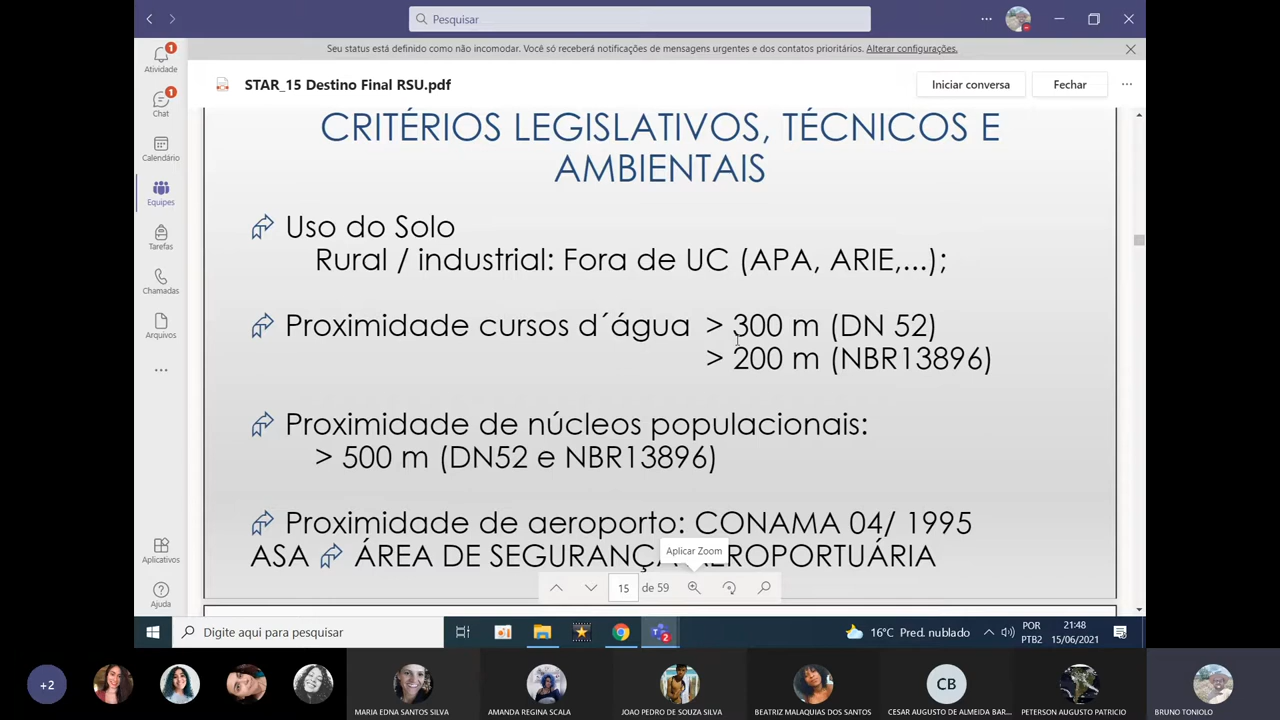 Pesquisar
Seu status está definido como não incomodar. Você só receberá notificações de mensagens urgentes e dos contatos prioritários. Alterar configurações.
Atividade
1
Chat
1
Calendário
Equipes
Tarefas
Chamadas
Arquivos
Aplicativos
Ajuda
STAR_15 Destino Final RSU.pdf
Iniciar conversa
Fechar
CRITÉRIOS LEGISLATIVOS, TÉCNICOS E
AMBIENTAIS
Uso do Solo
Rural / industrial: Fora de UC (APA, ARIE,...);
Proximidade cursos d´água > 300 m (DN 52)
> 200 m (NBR13896)
Proximidade de núcleos populacionais:
> 500 m (DN52 e NBR13896)
Proximidade de aeroporto: CONAMA 04/ 1995
ASA ÁREA DE SEGURANÇA AEROPORTUÁRIA
Aplicar Zoom
15 de 59
Digite aqui para pesquisar
2
16°C Pred. nublado
POR
PTB2
21:48
15/06/2021
+2
MARIA EDNA SANTOS SILVA
AMANDA REGINA SCALA
JOAO PEDRO DE SOUZA SILVA
BEATRIZ MALAQUIAS DOS SANTOS
CB
CESAR AUGUSTO DE ALMEIDA BAR...
PETERSON AUGUSTO PATRICIO
BRUNO TONIOLO